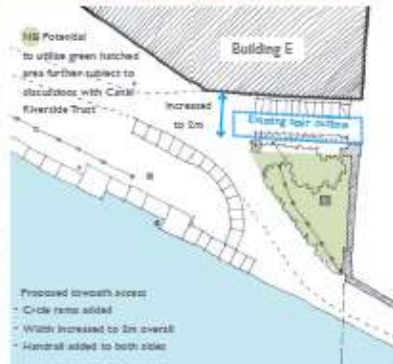 NB Potential
to utilise green hatched
area further subject to
discussions with Canal
Riverside Trust
Building E
Increased
to 2m
Existing stair outline
Proposed towpath access
- Cycle ramp added
- Width increased to 2m overall
- Handrail added to both sides